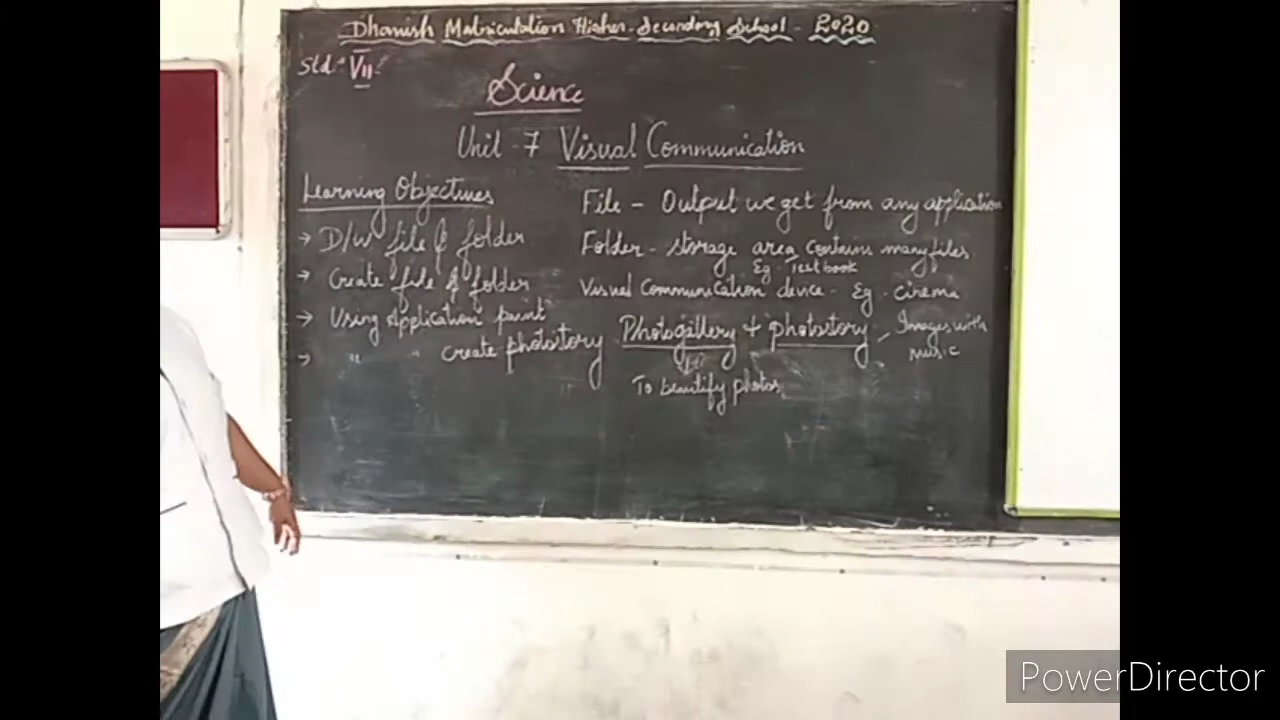 Dhanish Matriculation Higher Secondary School - 2020
Std:- VII
Science
Unit - 7 Visual Communication
Learning Objectives
→ D/W file & folder
→ Create file & folder
→ Using Application paint
→ " " create photostory
File - Output we get from any application
Folder - storage area contains many files
Eg - Text book
Visual Communication device - Eg - cinema
Photogallery & photostory - Images with
music
To beautify photos
PowerDirector